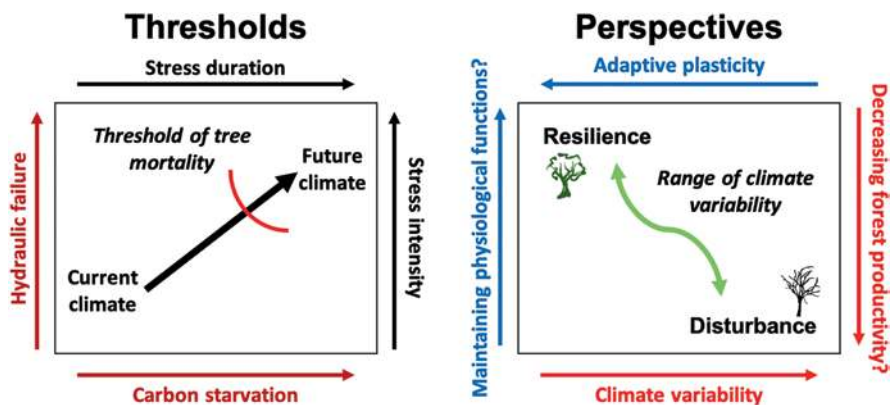 Thresholds
Stress duration
Hydraulic failure
Threshold of tree
mortality
Future
climate
Current
climate
Stress intensity
Carbon starvation
Perspectives
Adaptive plasticity
Maintaining physiological functions?
Resilience
Range of climate
variability
Disturbance
Decreasing forest productivity?
Climate variability